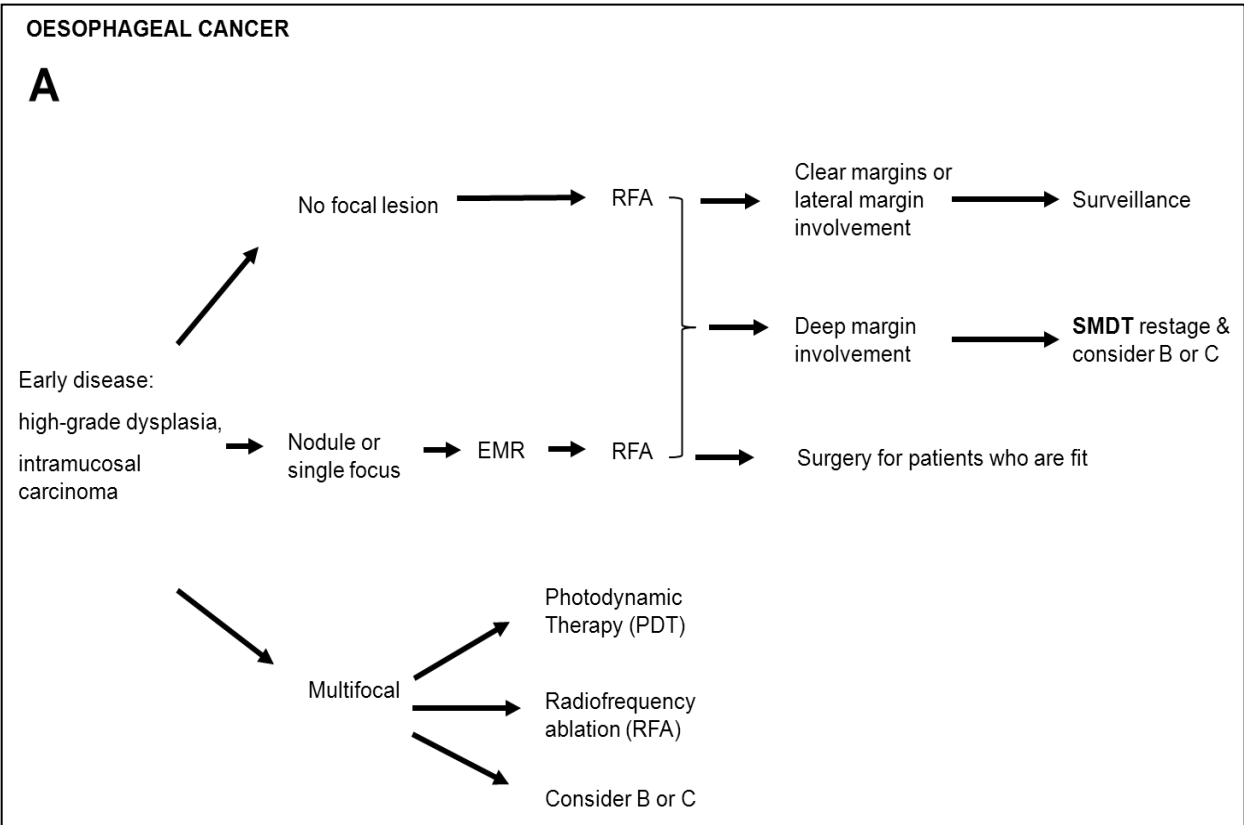 OESOPHAGEAL CANCER
A
No focal lesion
RFA
Clear margins or
lateral margin
involvement
Surveillance
Deep margin
involvement
SMDT restage &
consider B or C
Early disease:
high-grade dysplasia,
intramucosal
carcinoma
Nodule or
single focus
EMR
RFA
Surgery for patients who are fit
Multifocal
Photodynamic
Therapy (PDT)
Radiofrequency
ablation (RFA)
Consider B or C